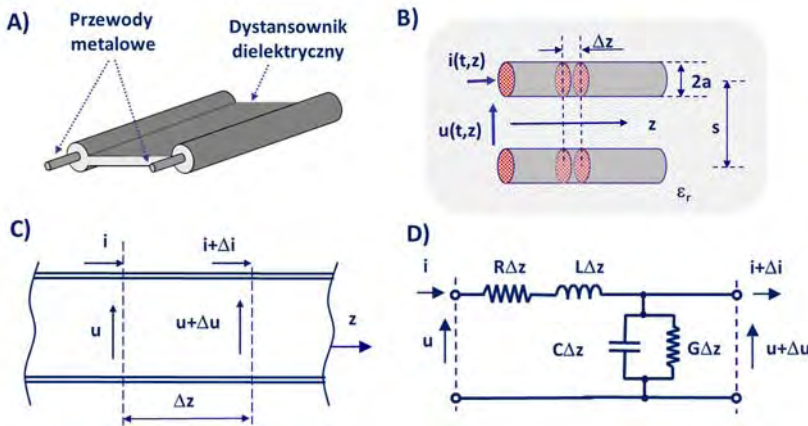 A)
Przewody
metalowe
Dystansownik
dielektryczny
B)
Δz
i(t,z)
2a
u(t,z)
z
s
εr
C)
i
i+Δi
u
u+Δu
z
Δz
D)
i
RΔz
LΔz
i+Δi
u
CΔz
GΔz
u+Δu